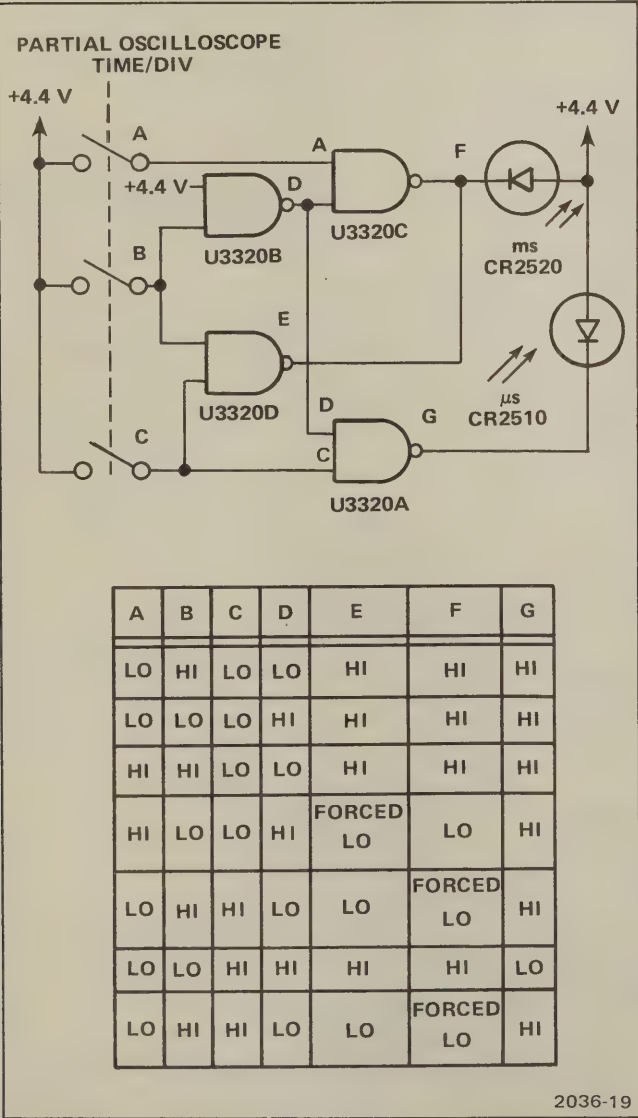 PARTIAL OSCILLOSCOPE
TIME/DIV
+4.4 V
+4.4 V
A
A
F
+4.4 V
D
U3320B
U3320C
ms
CR2520
B
E
U3320D
D
G
μs
CR2510
C
C
U3320A
A B C D E F G
LO HI LO LO HI HI HI
LO LO LO HI HI HI HI
HI HI LO LO HI HI HI
HI LO LO HI FORCED LO LO HI
LO HI HI LO LO FORCED LO HI
LO LO HI HI HI HI LO
LO HI HI LO LO FORCED LO HI
2036-19